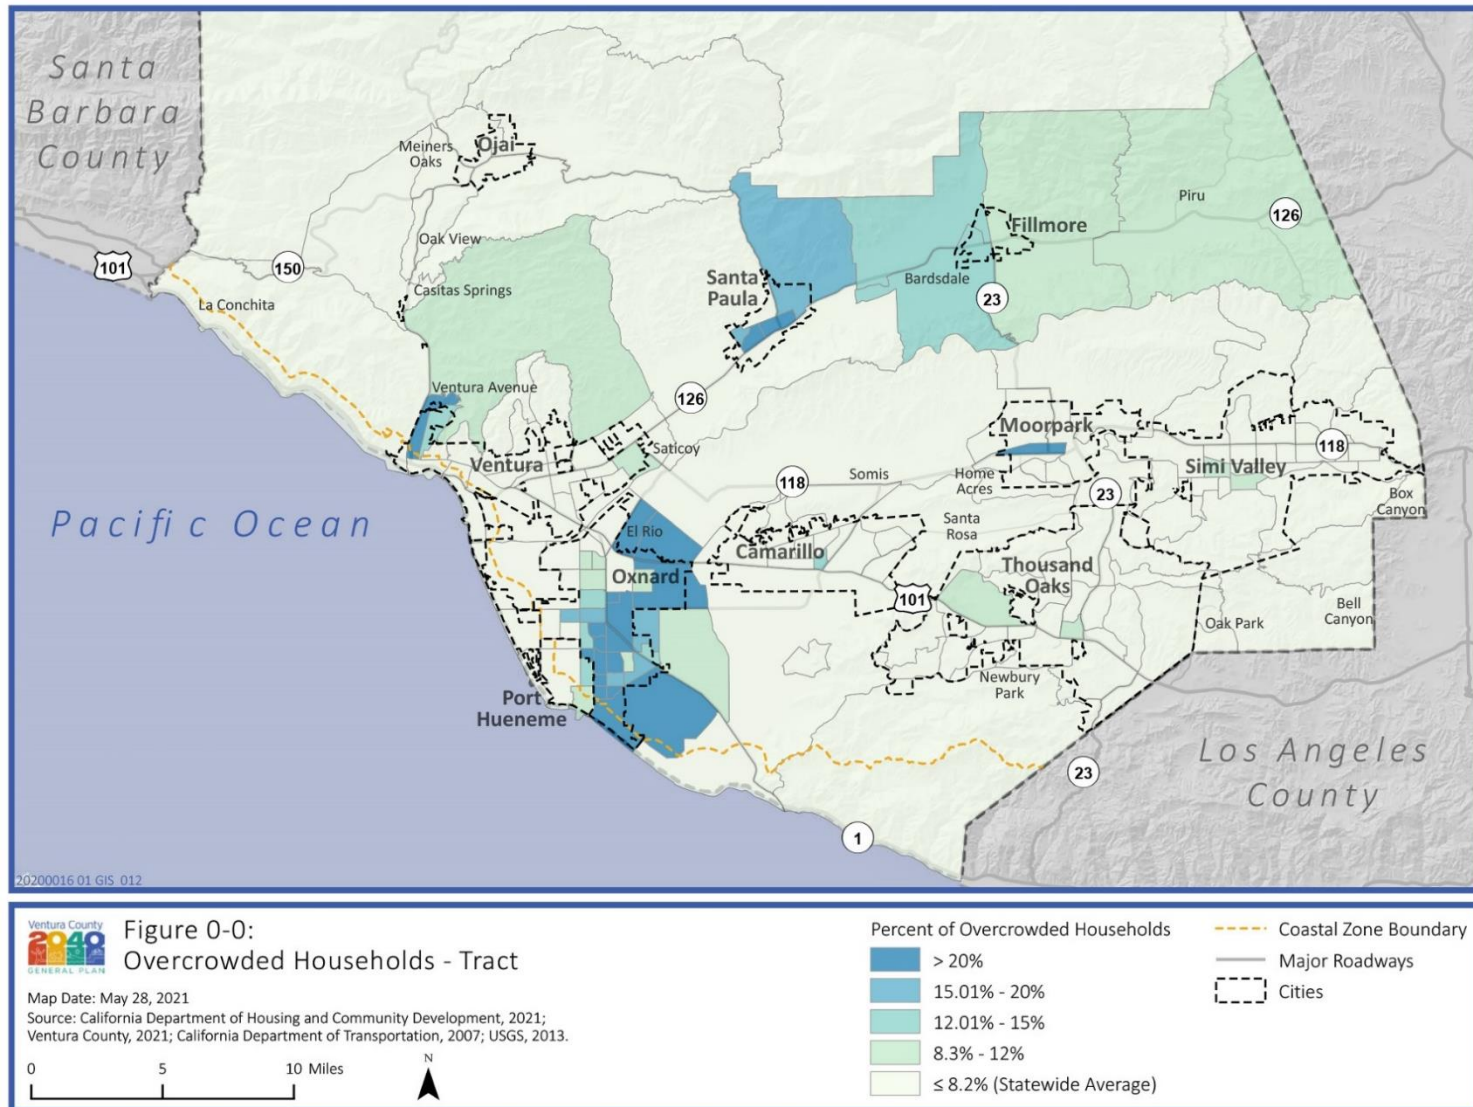 Santa
Barbara
County
Meiners
Oaks
Ojai
Oak View
Casitas Springs
101
150
La Conchita
Ventura Avenue
Ventura
Saticoy
126
Santa
Paula
Fillmore
Bardsdale
23
Piru
126
Moorpark
Home
Acres
Somis
118
118
Simi Valley
Box
Canyon
23
Santa
Rosa
El Rio
Oxnard
Camarillo
Thousand
Oaks
101
Oak Park
Bell
Canyon
Newbury
Park
Port
Hueneme
Pacific Ocean
Los Angeles
County
23
1
20200016 01 GIS 012
Ventura County
2040
GENERAL PLAN
Figure 0-0:
Overcrowded Households - Tract
Map Date: May 28, 2021
Source: California Department of Housing and Community Development, 2021;
Ventura County, 2021; California Department of Transportation, 2007; USGS, 2013.
0 5 10 Miles
N
Percent of Overcrowded Households
> 20%
15.01% - 20%
12.01% - 15%
8.3% - 12%
≤ 8.2% (Statewide Average)
Coastal Zone Boundary
Major Roadways
Cities